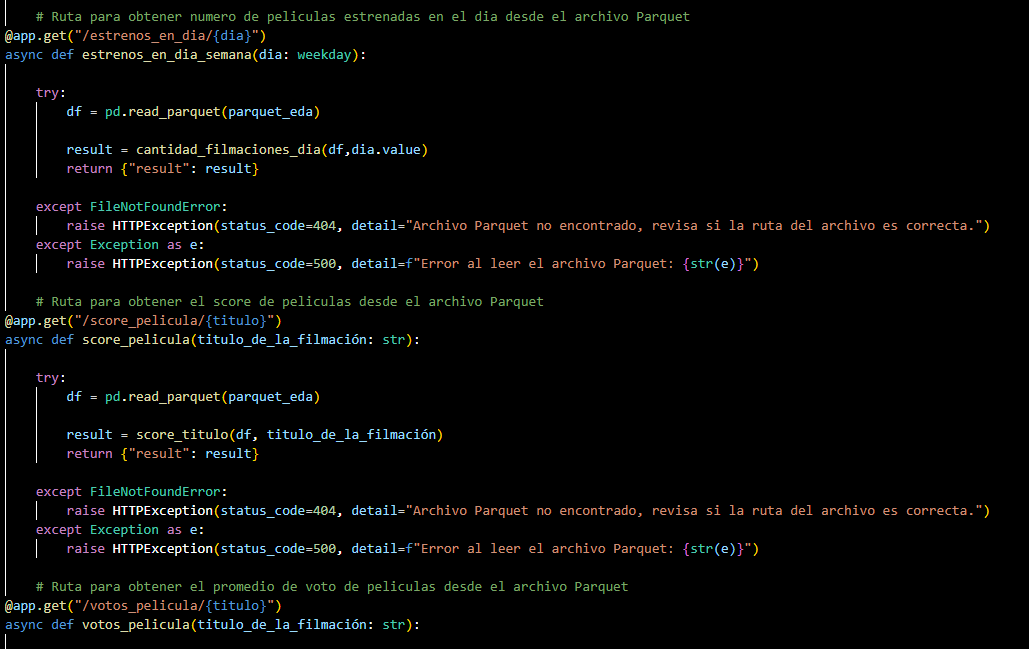 # Ruta para obtener numero de peliculas estrenadas en el dia desde el archivo Parquet
@app.get("/estrenos_en_dia/{dia}")
async def estrenos_en_dia_semana(dia: weekday):
try:
df = pd.read_parquet(parquet_eda)
result = cantidad_filmaciones_dia(df,dia.value)
return {"result": result}
except FileNotFoundError:
raise HTTPException(status_code=404, detail="Archivo Parquet no encontrado, revisa si la ruta del archivo es correcta.")
except Exception as e:
raise HTTPException(status_code=500, detail=f"Error al leer el archivo Parquet: {str(e)}")
# Ruta para obtener el score de peliculas desde el archivo Parquet
@app.get("/score_pelicula/{titulo}")
async def score_pelicula(titulo_de_la_filmación: str):
try:
df = pd.read_parquet(parquet_eda)
result = score_titulo(df, titulo_de_la_filmación)
return {"result": result}
except FileNotFoundError:
raise HTTPException(status_code=404, detail="Archivo Parquet no encontrado, revisa si la ruta del archivo es correcta.")
except Exception as e:
raise HTTPException(status_code=500, detail=f"Error al leer el archivo Parquet: {str(e)}")
# Ruta para obtener el promedio de voto de peliculas desde el archivo Parquet
@app.get("/votos_pelicula/{titulo}")
async def votos_pelicula(titulo_de_la_filmación: str):